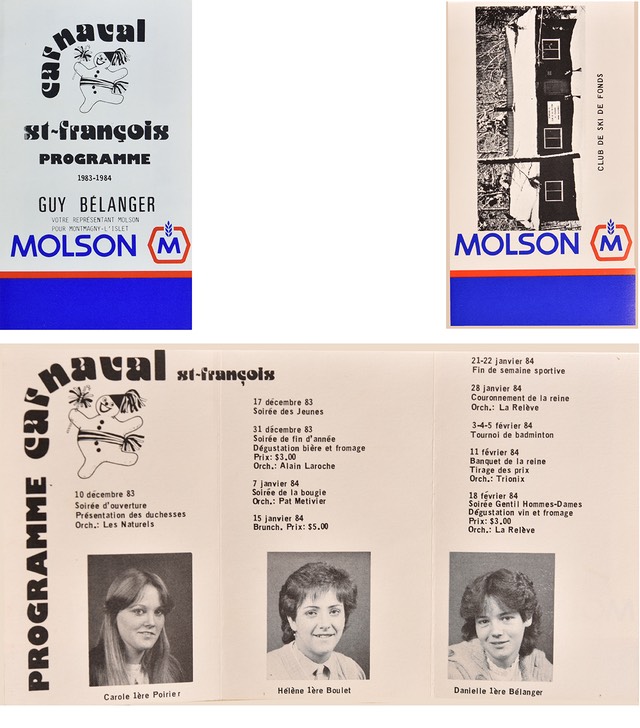 carnaval
st-françois
PROGRAMME
1983-1984
GUY BÉLANGER
VOTRE REPRÉSENTANT MOLSON
POUR MONTMAGNY-L'ISLET
MOLSON M
CLUB DE SKI DE FONDS
MOLSON M
PROGRAMME carnaval st-françois
10 décembre 83
Soirée d'ouverture
Présentation des duchesses
Orch.: Les Naturels
17 décembre 83
Soirée des Jeunes
31 décembre 83
Soirée de fin d'année
Dégustation bière et fromage
Prix: $3.00
Orch.: Alain Laroche
7 janvier 84
Soirée de la bougie
Orch.: Pat Metivier
15 janvier 84
Brunch. Prix: $5.00
21-22 janvier 84
Fin de semaine sportive
28 janvier 84
Couronnement de la reine
Orch.: La Relève
3-4-5 février 84
Tournoi de badminton
11 février 84
Banquet de la reine
Tirage des prix
Orch.: Trionix
18 février 84
Soirée Gentil Hommes-Dames
Dégustation vin et fromage
Prix: $3.00
Orch.: La Relève
Carole 1ère Poirier
Hélène 1ère Boulet
Danielle 1ère Bélanger